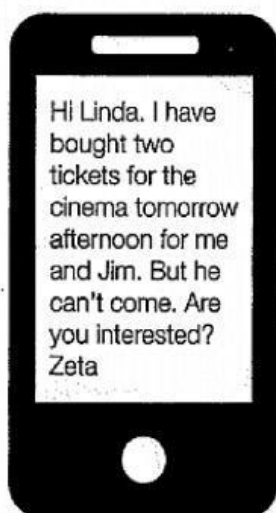 Hi Linda. I have
bought two
tickets for the
cinema tomorrow
afternoon for me
and Jim. But he
can't come. Are
you interested?
Zeta